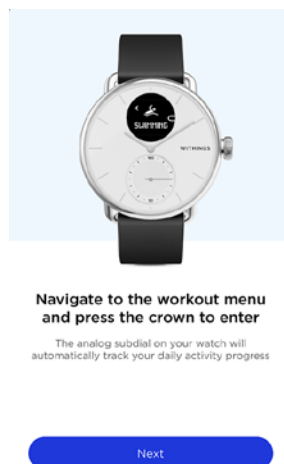 SWIMMING
WITHINGS
Navigate to the workout menu
and press the crown to enter
The analog subdial on your watch will
automatically track your daily activity progress
Next